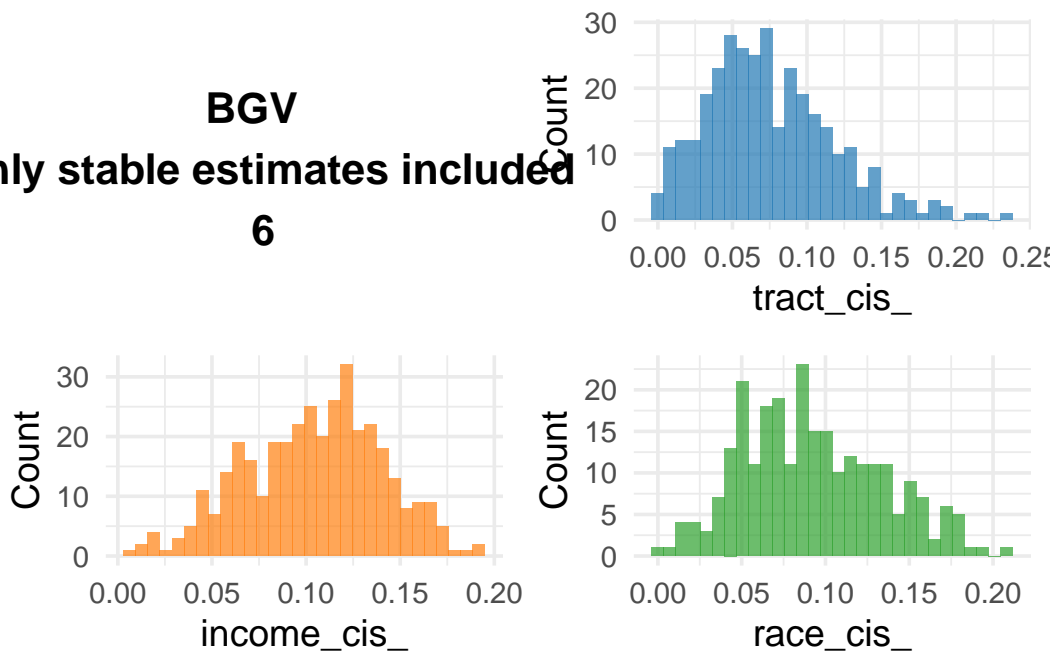 BGV
nly stable estimates included
6
Count
30
20
10
0
0.00 0.05 0.10 0.15 0.20 0.25
tract_cis_
Count
30
20
10
0
0.00 0.05 0.10 0.15 0.20
income_cis_
Count
20
15
10
5
0
0.00 0.05 0.10 0.15 0.20
race_cis_